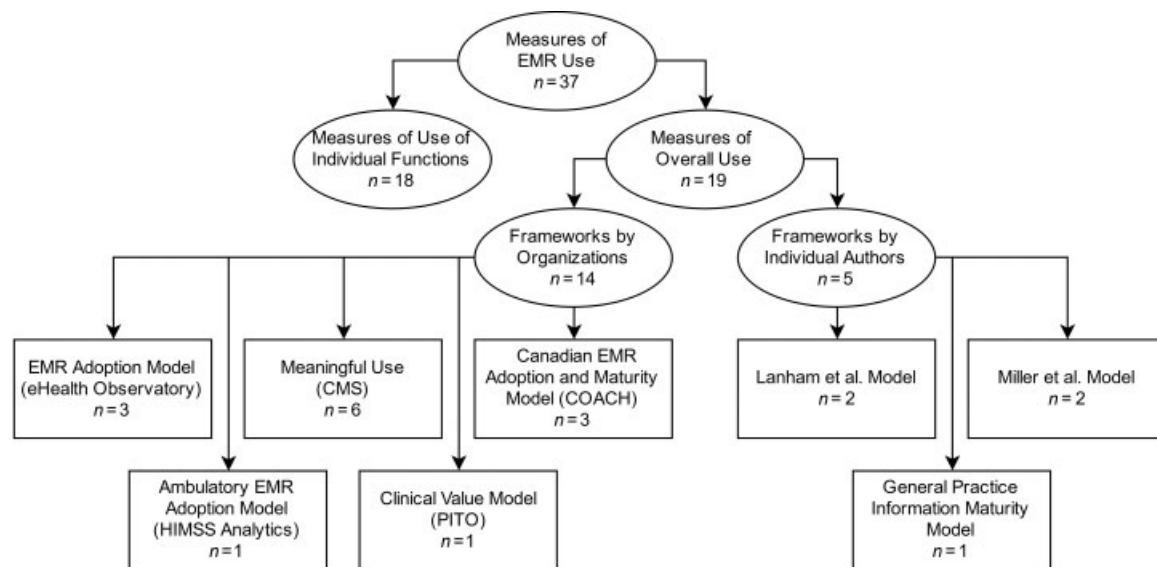 Measures of
EMR Use
n = 37
Measures of Use of
Individual Functions
n = 18
Measures of
Overall Use
n = 19
Frameworks by
Organizations
n = 14
Frameworks by
Individual Authors
n = 5
EMR Adoption Model
(eHealth Observatory)
n = 3
Meaningful Use
(CMS)
n = 6
Canadian EMR
Adoption and Maturity
Model (COACH)
n = 3
Lanham et al. Model
n = 2
Miller et al. Model
n = 2
Ambulatory EMR
Adoption Model
(HIMSS Analytics)
n = 1
Clinical Value Model
(PITO)
n = 1
General Practice
Information Maturity
Model
n = 1